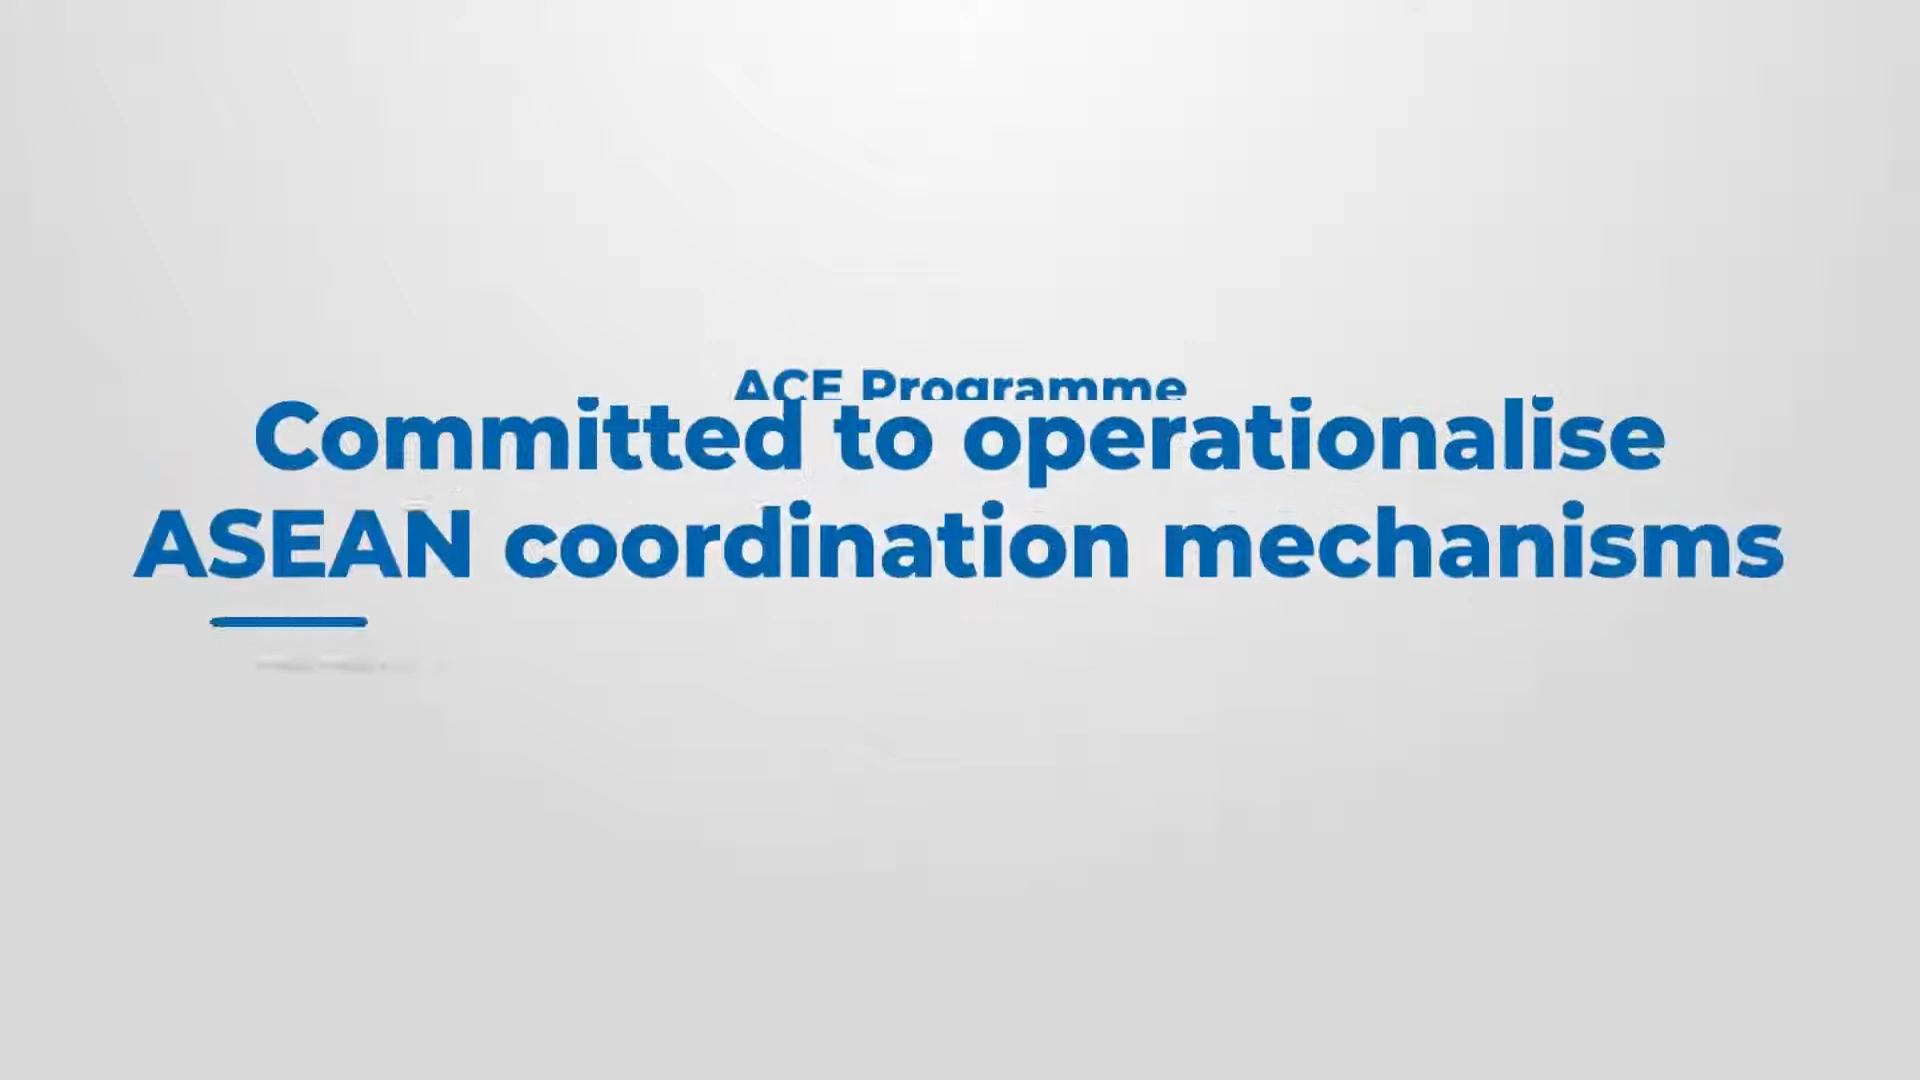 ACE Programme
Committed to operationalise
ASEAN coordination mechanisms